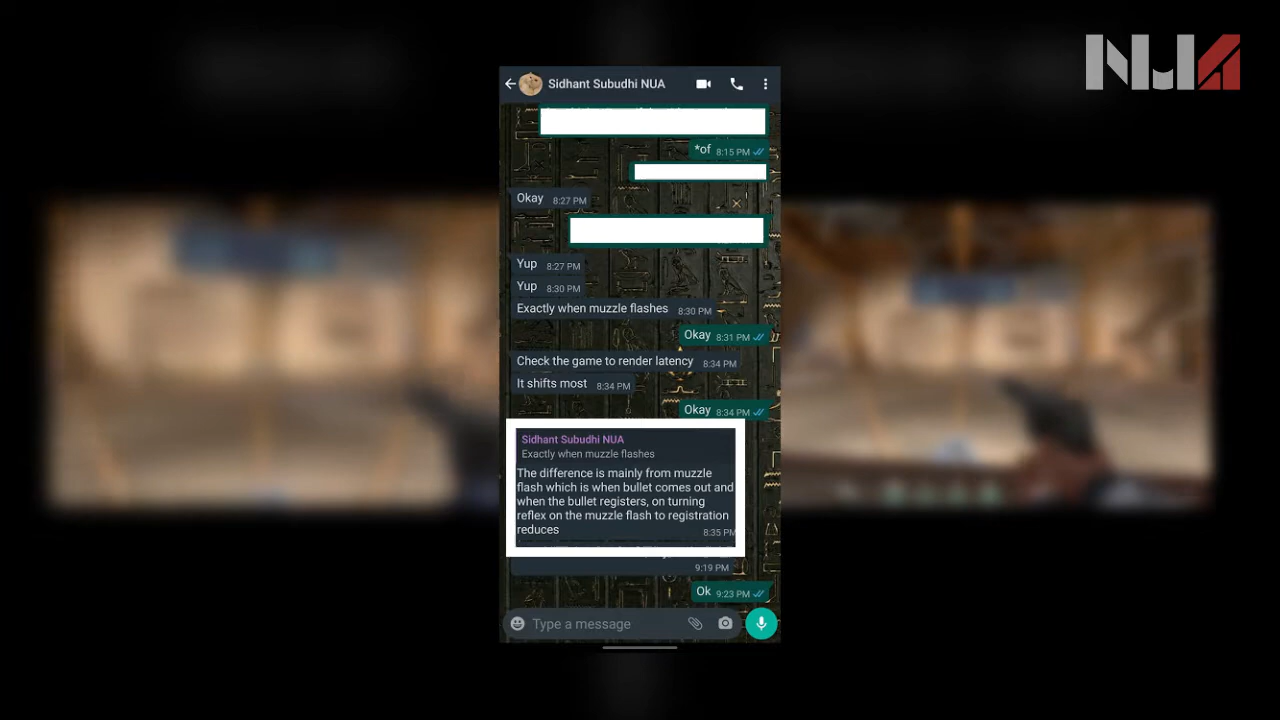 NUA
Sidhant Subudhi NUA
*of 8:15 PM
Okay 8:27 PM
Yup 8:27 PM
Yup 8:30 PM
Exactly when muzzle flashes 8:30 PM
Okay 8:31 PM
Check the game to render latency 8:34 PM
It shifts most 8:34 PM
Okay 8:34 PM
Sidhant Subudhi NUA
Exactly when muzzle flashes
The difference is mainly from muzzle
flash which is when bullet comes out and
when the bullet registers, on turning
reflex on the muzzle flash to registration
reduces 8:35 PM
9:19 PM
Ok 9:23 PM
Type a message